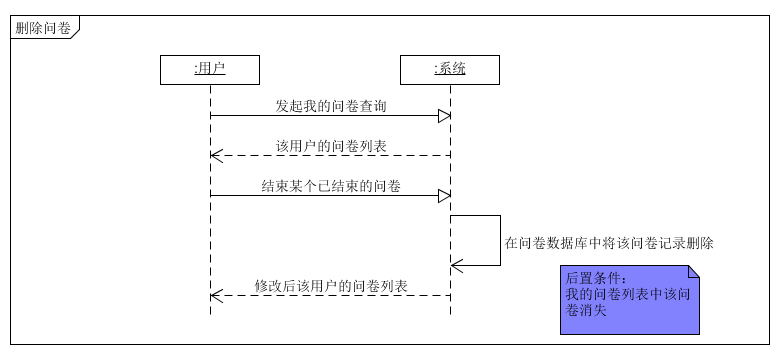 删除问卷
:用户
:系统
发起我的问卷查询
该用户的问卷列表
结束某个已结束的问卷
在问卷数据库中将该问卷记录删除
后置条件：
我的问卷列表中该问
卷消失
修改后该用户的问卷列表